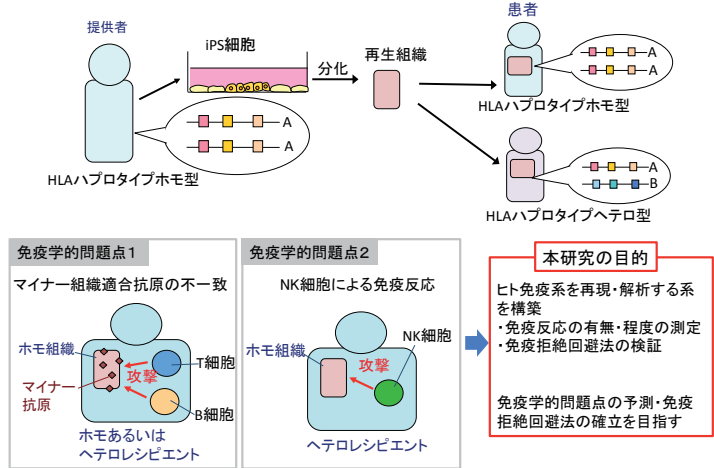 提供者
iPS細胞
分化
再生組織
患者
A
A
HLAハプロタイプホモ型
A
A
HLAハプロタイプホモ型
A
B
HLAハプロタイプヘテロ型
免疫学的問題点1
マイナー組織適合抗原の不一致
ホモ組織
T細胞
攻撃
マイナー
抗原
B細胞
ホモあるいは
ヘテロレシピエント
免疫学的問題点2
NK細胞による免疫反応
NK細胞
ホモ組織
攻撃
ヘテロレシピエント
本研究の目的
ヒト免疫系を再現・解析する系
を構築
・免疫反応の有無・程度の測定
・免疫拒絶回避法の検証
免疫学的問題点の予測・免疫
拒絶回避法の確立を目指す